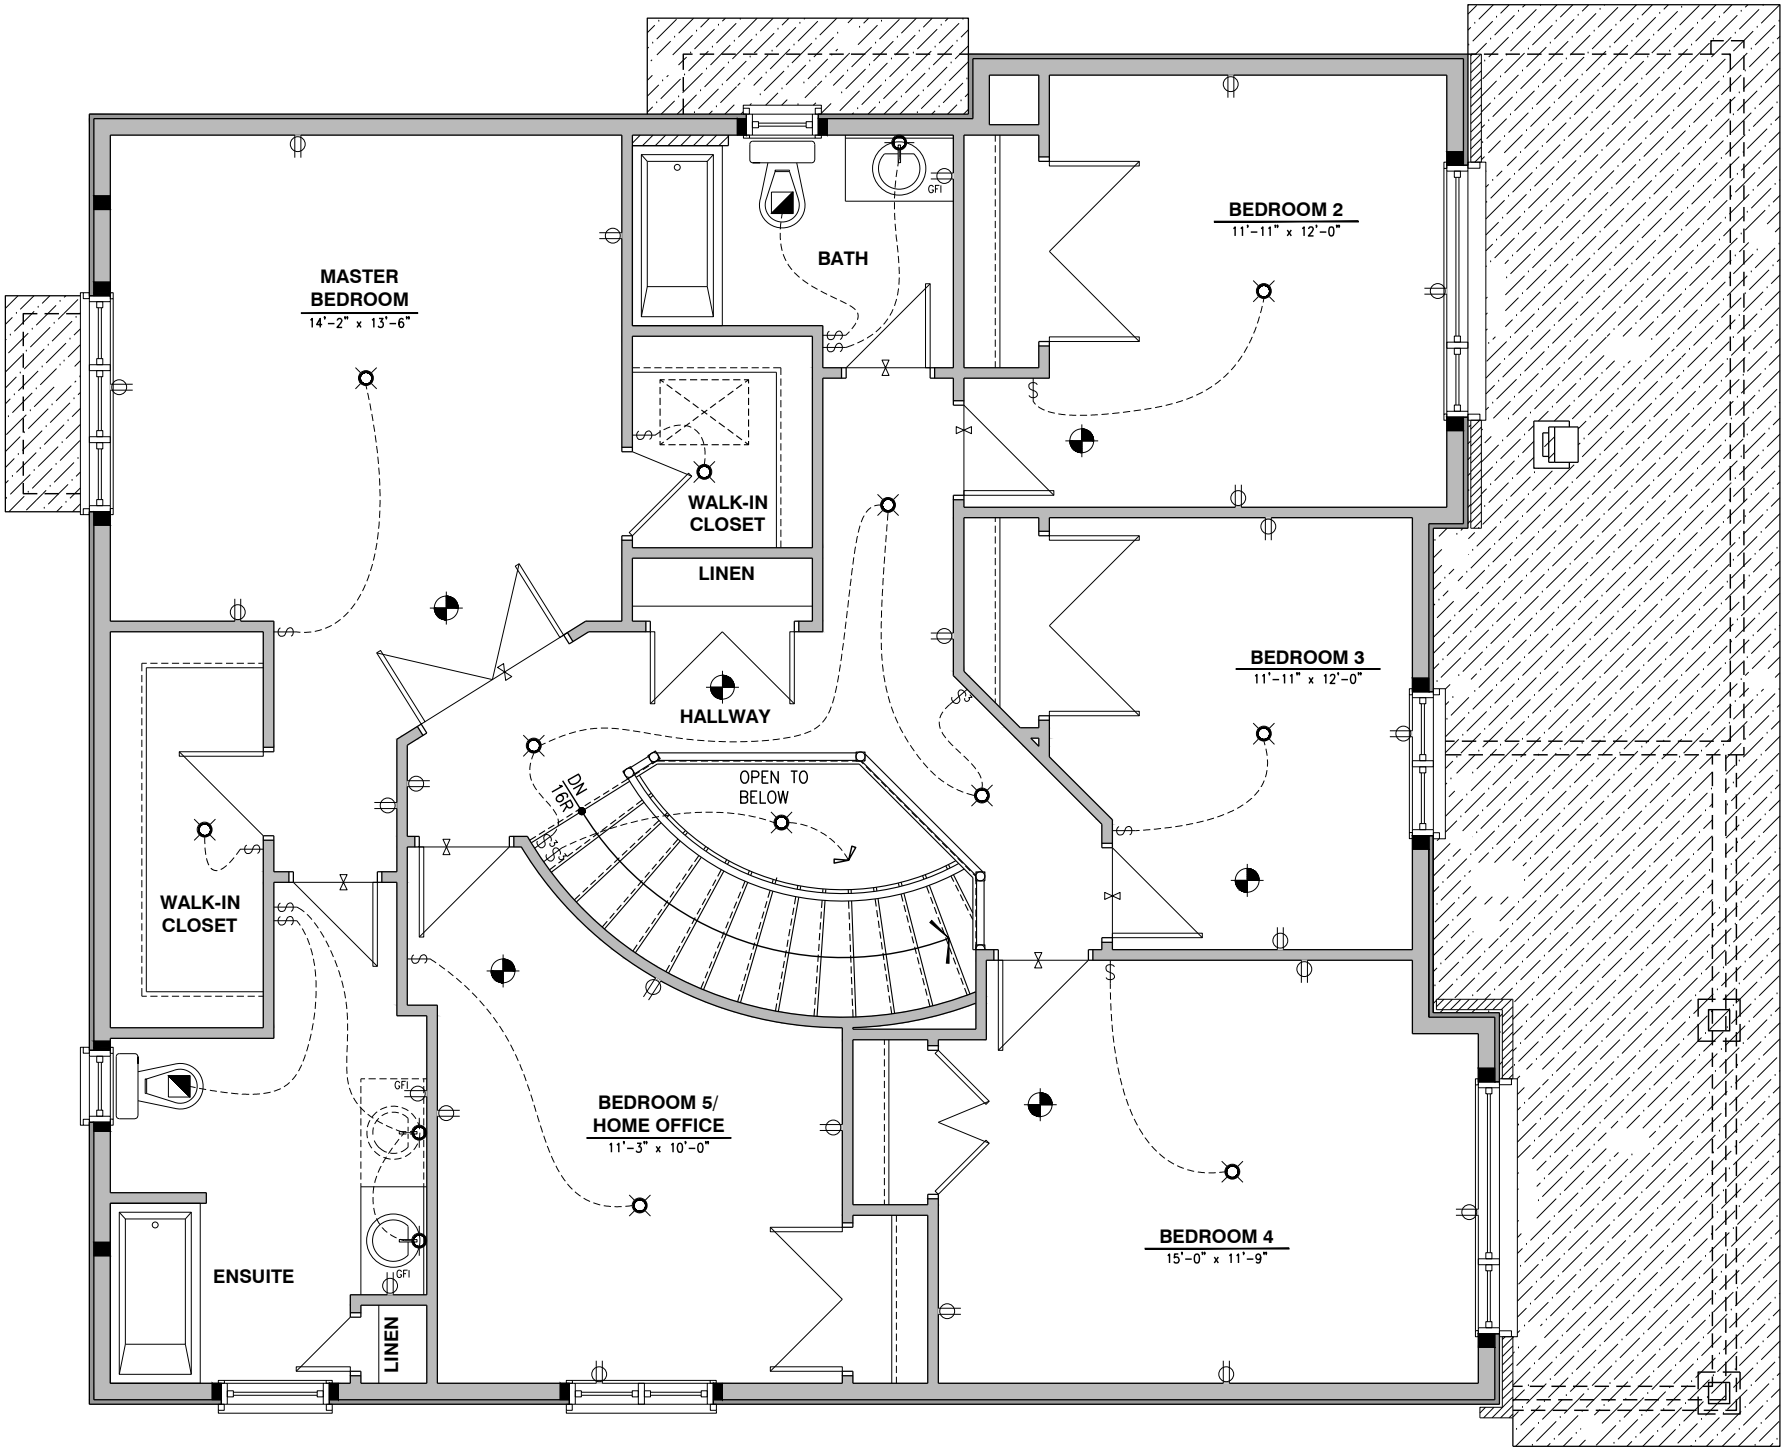 BEDROOM 2
11'-11" x 12'-0"
GFI
BATH
MASTER
BEDROOM
14'-2" x 13'-6"
S
S
S
S
WALK-IN
CLOSET
LINEN
S
BEDROOM 3
11'-11" x 12'-0"
S
HALLWAY
OPEN TO
BELOW
DN
16R
S
S3
S3
S
WALK-IN
CLOSET
S
S
S
S
GFI
BEDROOM 5/
HOME OFFICE
11'-3" x 10'-0"
BEDROOM 4
15'-0" x 11'-9"
GFI
ENSUITE
LINEN